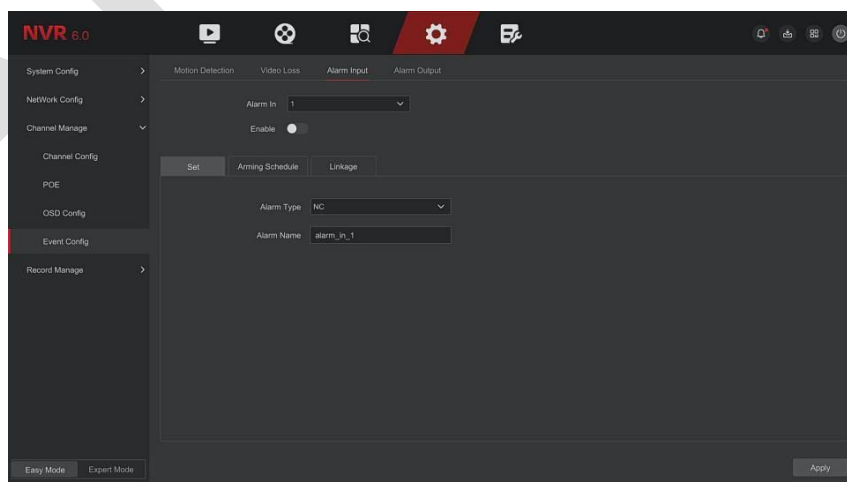 NVR 6.0
System Config
NetWork Config
Channel Manage
Channel Config
POE
OSD Config
Event Config
Record Manage
Easy Mode Expert Mode
Motion Detection Video Loss Alarm Input Alarm Output
Alarm In 1
Enable
Set Arming Schedule Linkage
Alarm Type NC
Alarm Name alarm_in_1
Apply